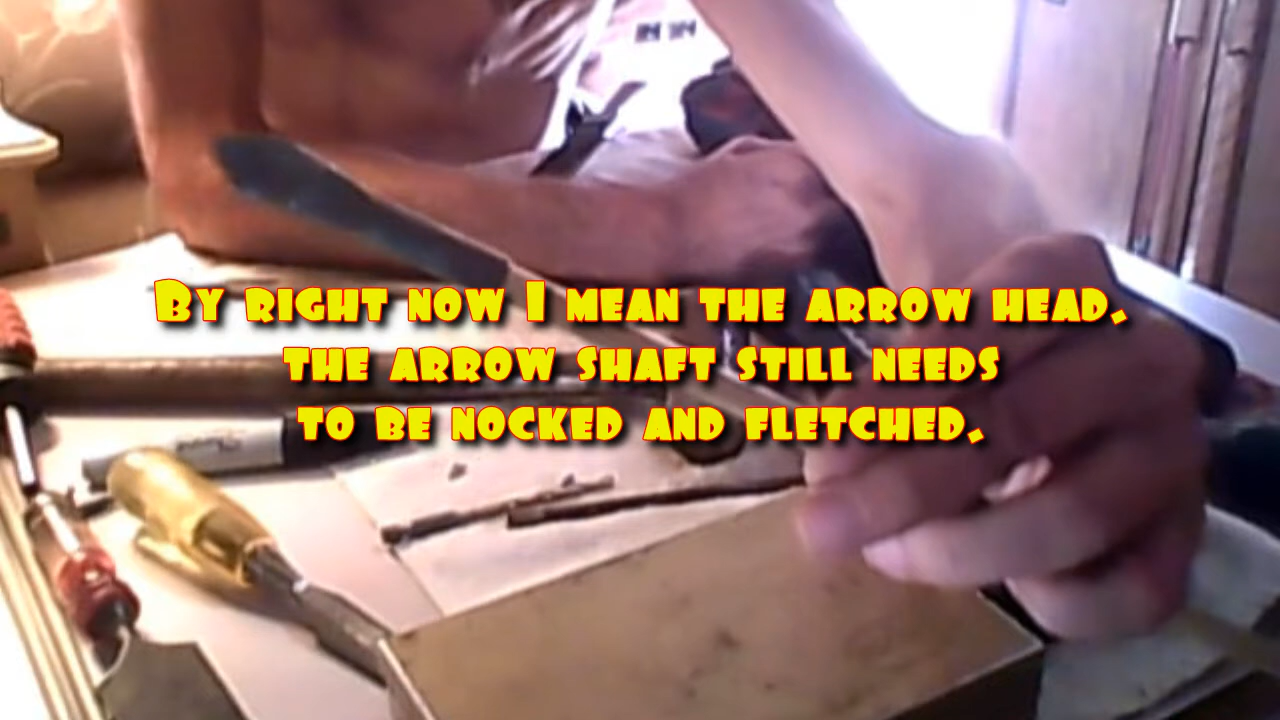 By right now I mean the arrow head.
the arrow shaft still needs
to be nocked and fletched.